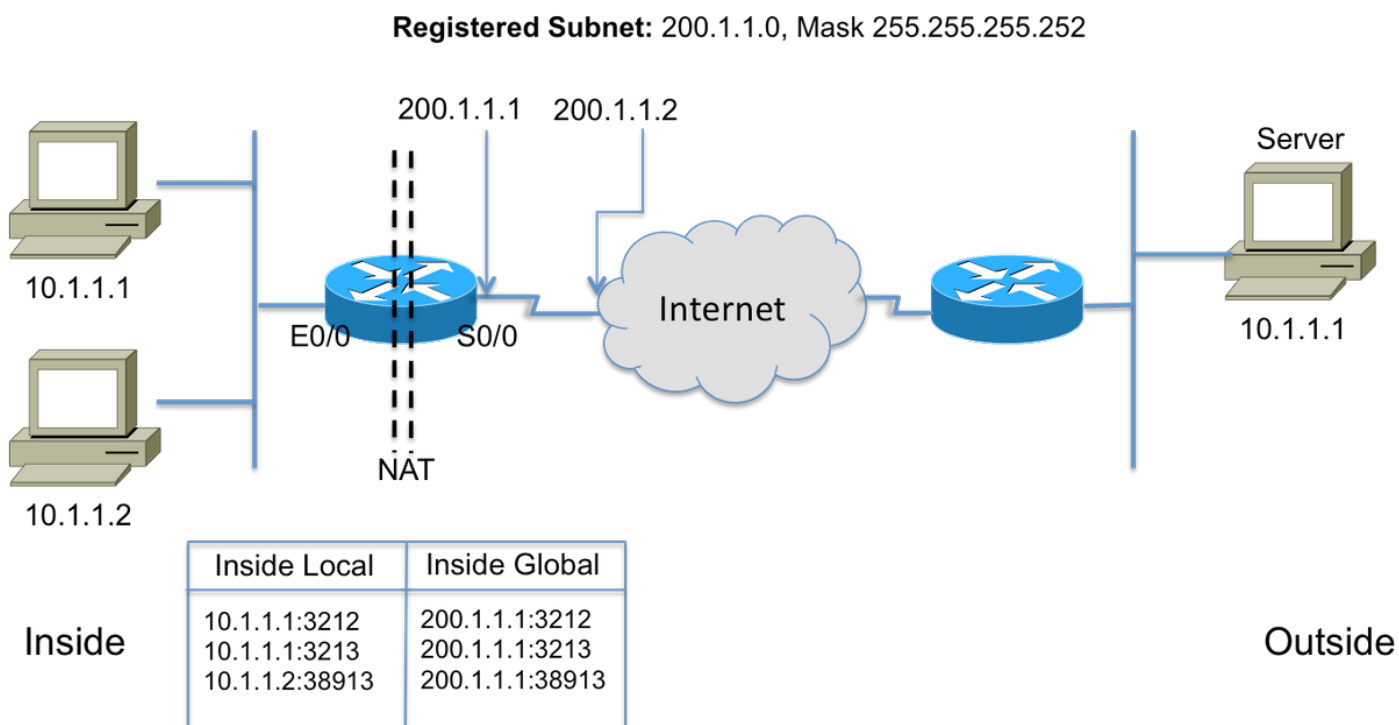 Registered Subnet: 200.1.1.0, Mask 255.255.255.252
200.1.1.1
200.1.1.2
Server
10.1.1.1
E0/0
S0/0
Internet
10.1.1.1
NAT
10.1.1.2
Inside Local
Inside Global
10.1.1.1:3212
200.1.1.1:3212
10.1.1.1:3213
200.1.1.1:3213
10.1.1.2:38913
200.1.1.1:38913
Inside
Outside